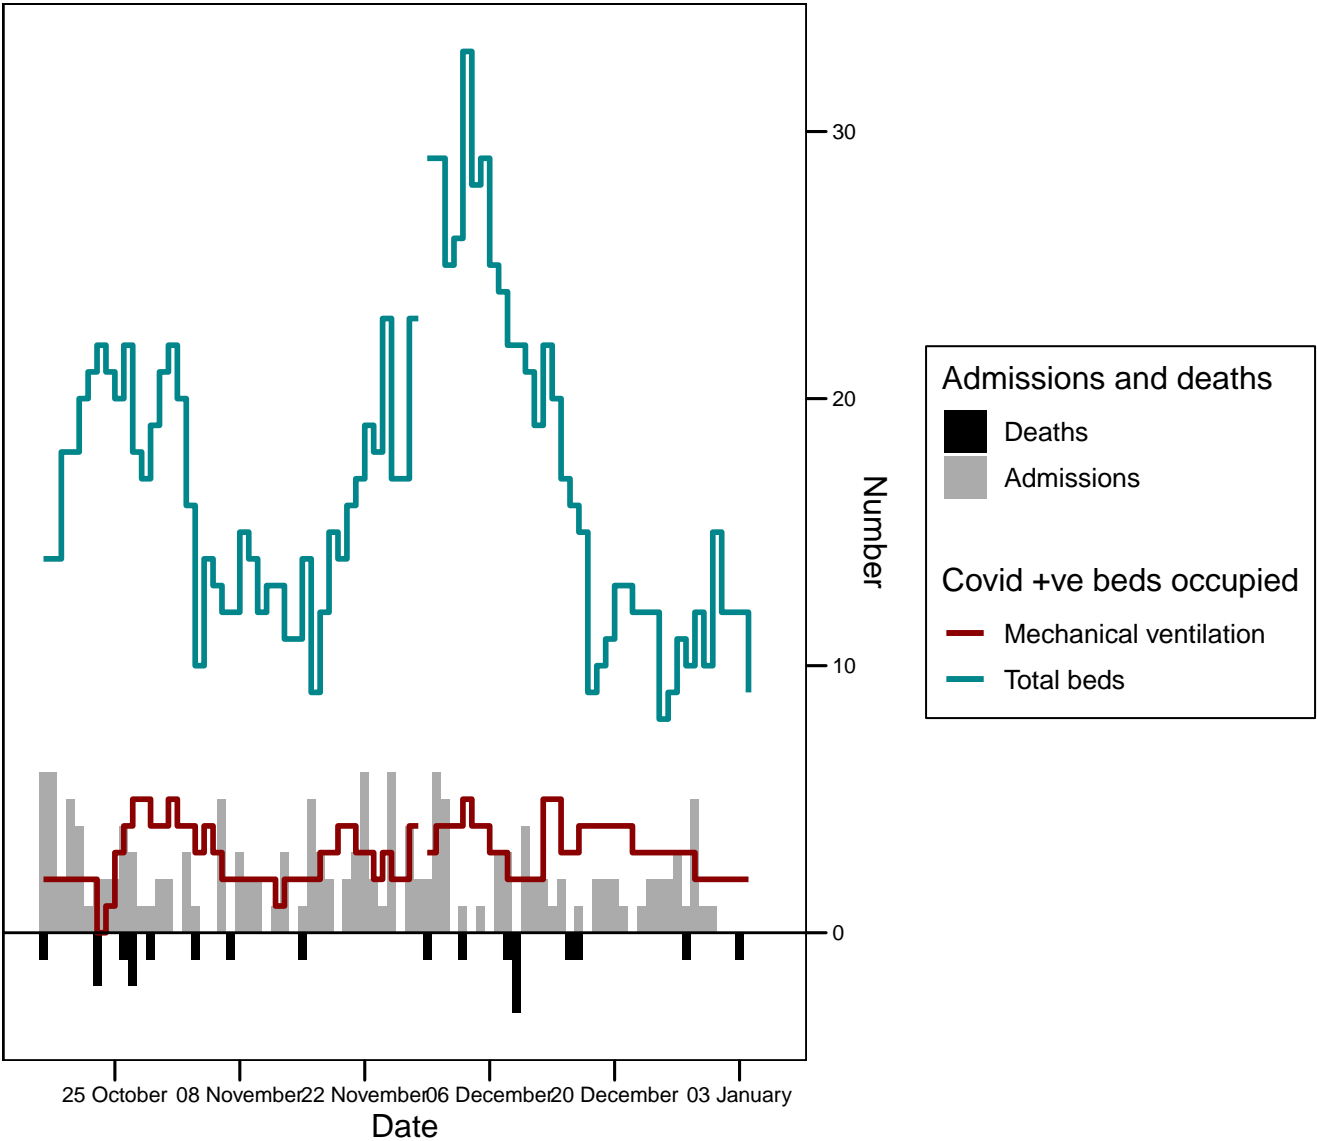 30
20
10
0
Number
25 October 08 November 22 November 06 December 20 December 03 January
Date
Admissions and deaths
Deaths
Admissions
Covid +ve beds occupied
Mechanical ventilation
Total beds